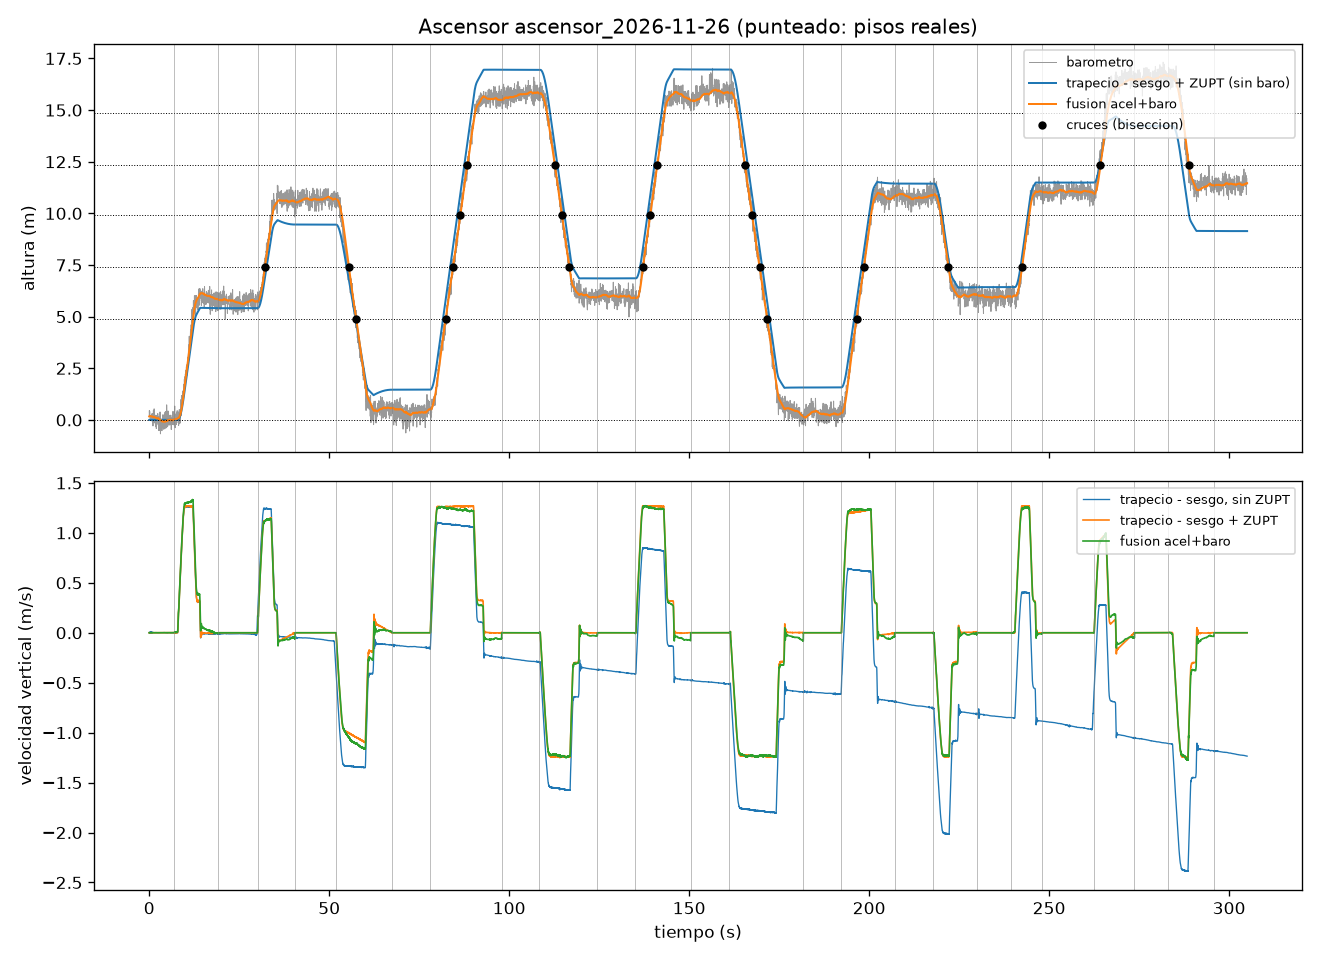 Ascensor ascensor_2026-11-26 (punteado: pisos reales)
altura (m)
17.5
15.0
12.5
10.0
7.5
5.0
2.5
0.0
barometro
trapecio - sesgo + ZUPT (sin baro)
fusion acel+baro
cruces (biseccion)
velocidad vertical (m/s)
1.5
1.0
0.5
0.0
−0.5
−1.0
−1.5
−2.0
−2.5
trapecio - sesgo, sin ZUPT
trapecio - sesgo + ZUPT
fusion acel+baro
0 50 100 150 200 250 300
tiempo (s)